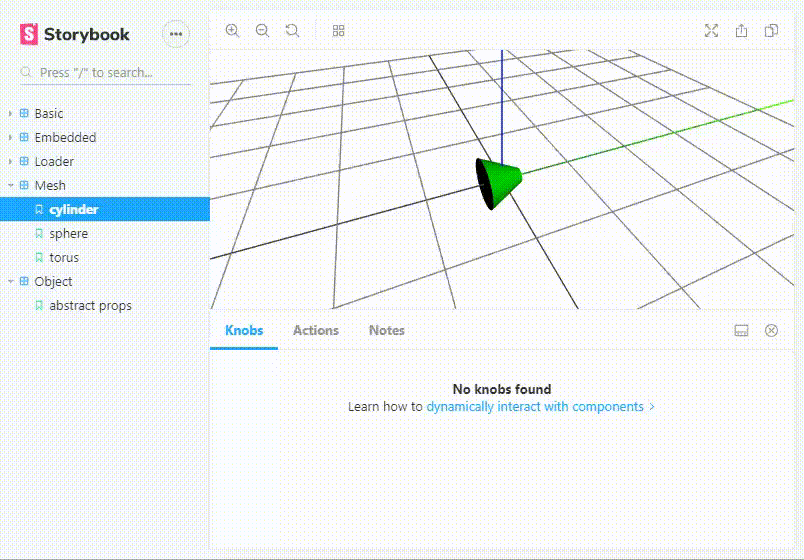 Storybook
Press "/" to search...
Basic
Embedded
Loader
Mesh
cylinder
sphere
torus
Object
abstract props
Knobs
Actions
Notes
No knobs found
Learn how to dynamically interact with components